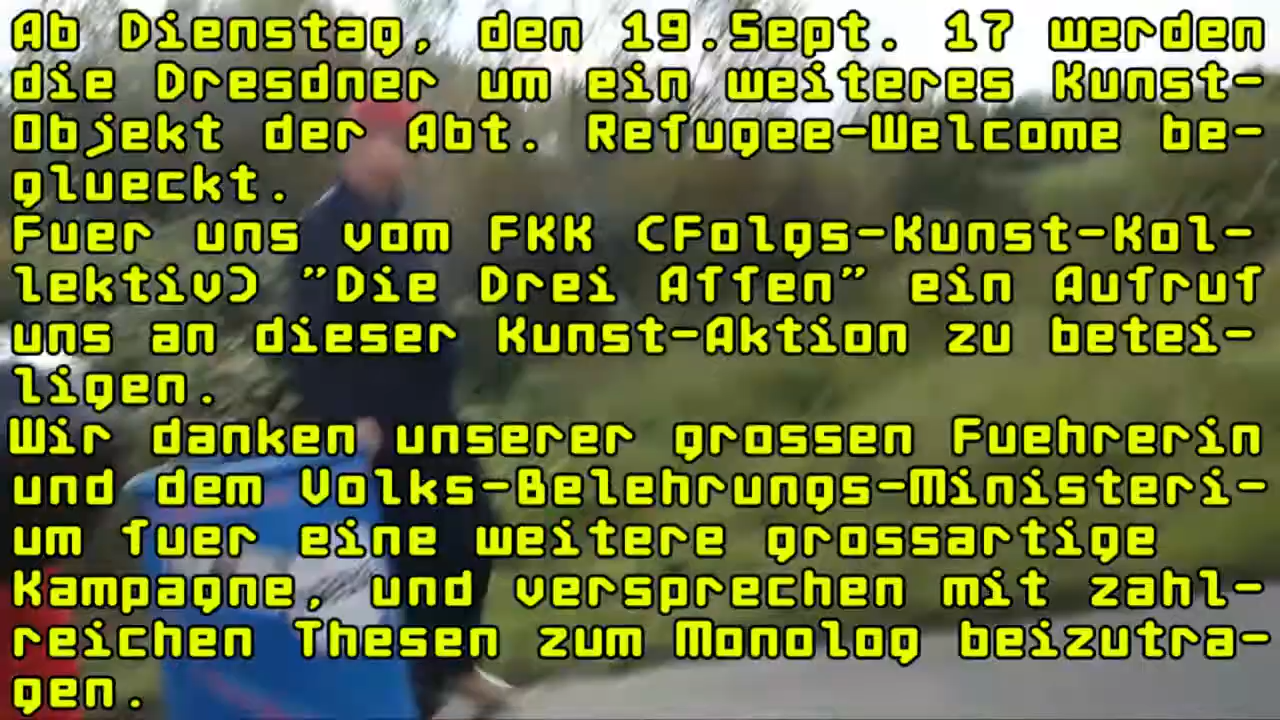 Ab Dienstag, den 19.Sept. 17 werden
die Dresdner um ein weiteres Kunst-
Objekt der Abt. Refugee-Welcome be-
glueckt.
Fuer uns vom FKK (Folgs-Kunst-Kol-
lektiv) "Die Drei Affen" ein Aufruf
uns an dieser Kunst-Aktion zu betei-
ligen.
Wir danken unserer grossen Fuehrerin
und dem Volks-Belehrungs-Ministeri-
um fuer eine weitere grossartige
Kampagne, und versprechen mit zahl-
reichen Thesen zum Monolog beizutra-
gen.